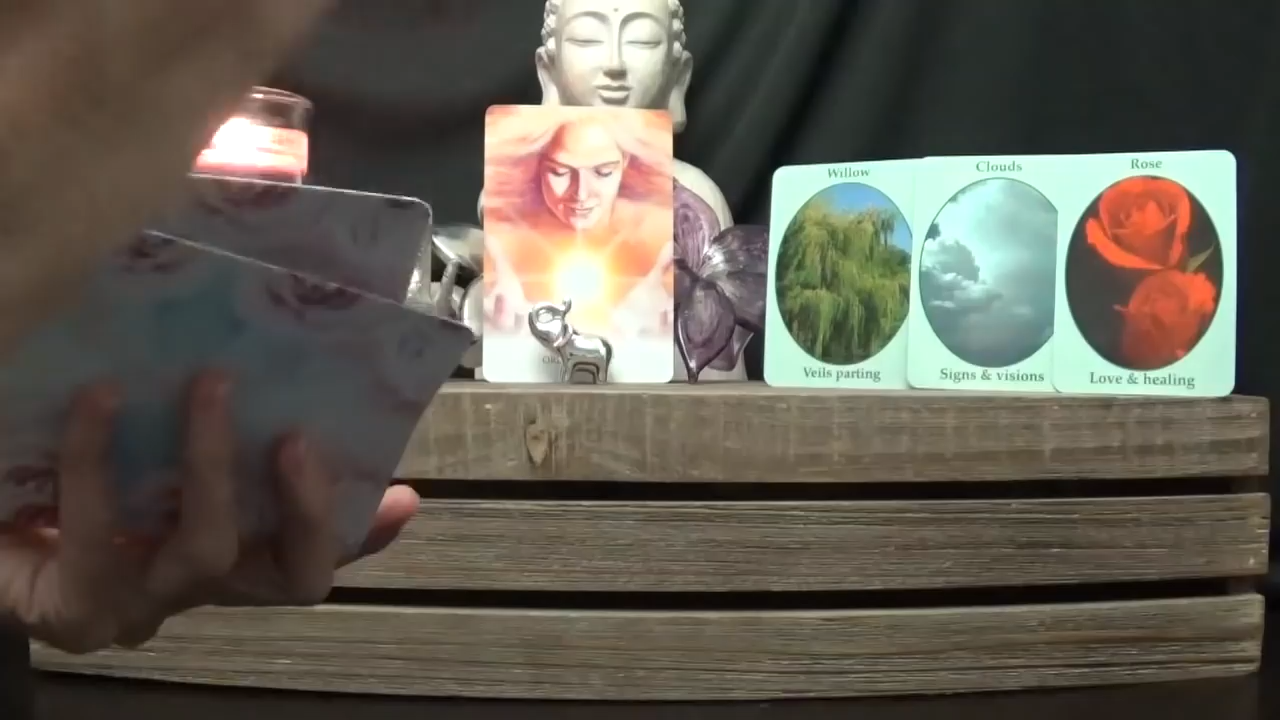 Willow
Veils parting
Clouds
Signs & visions
Rose
Love & healing